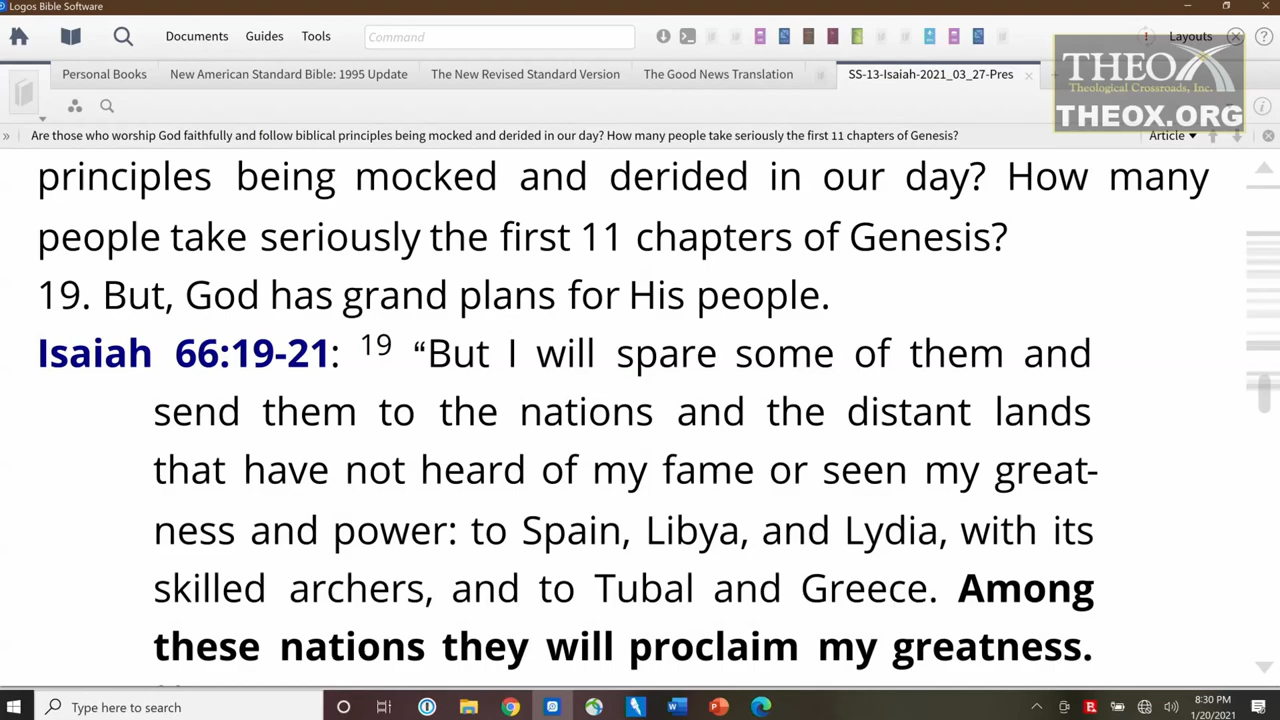 Logos Bible Software
Documents Guides Tools Command Layouts
Personal Books New American Standard Bible: 1995 Update The New Revised Standard Version The Good News Translation SS-13-Isaiah-2021_03_27-Pres
THEOX
Theological Crossroads, Inc.
THEOX.ORG
Are those who worship God faithfully and follow biblical principles being mocked and derided in our day? How many people take seriously the first 11 chapters of Genesis? Article
principles being mocked and derided in our day? How many
people take seriously the first 11 chapters of Genesis?
19. But, God has grand plans for His people.
Isaiah 66:19-21: 19 “But I will spare some of them and
send them to the nations and the distant lands
that have not heard of my fame or seen my great-
ness and power: to Spain, Libya, and Lydia, with its
skilled archers, and to Tubal and Greece. Among
these nations they will proclaim my greatness.
Type here to search
8:30 PM
1/20/2021